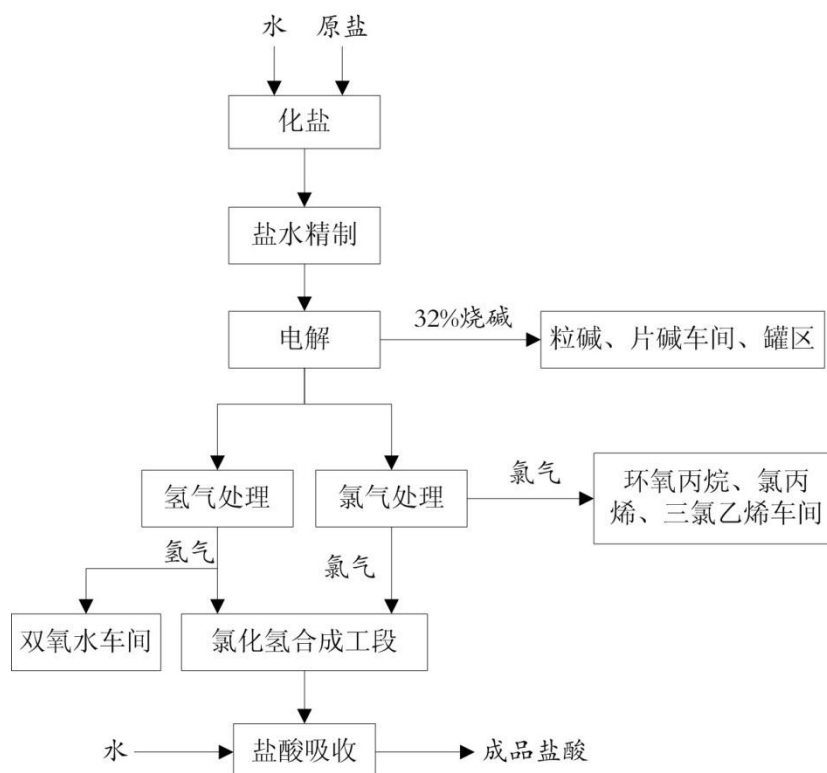 水 原盐
化盐
盐水精制
电解
32%烧碱
粒碱、片碱车间、罐区
氢气处理
氯气处理
氯气
环氧丙烷、氯丙
烯、三氯乙烯车间
氢气
氯气
双氧水车间
氯化氢合成工段
水
盐酸吸收
成品盐酸